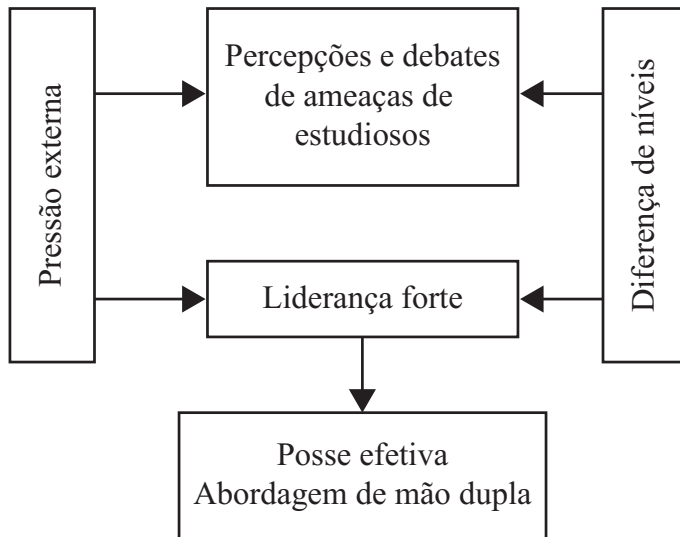 Pressão externa
Percepções e debates
de ameaças de
estudiosos
Diferença de níveis
Liderança forte
Posse efetiva
Abordagem de mão dupla